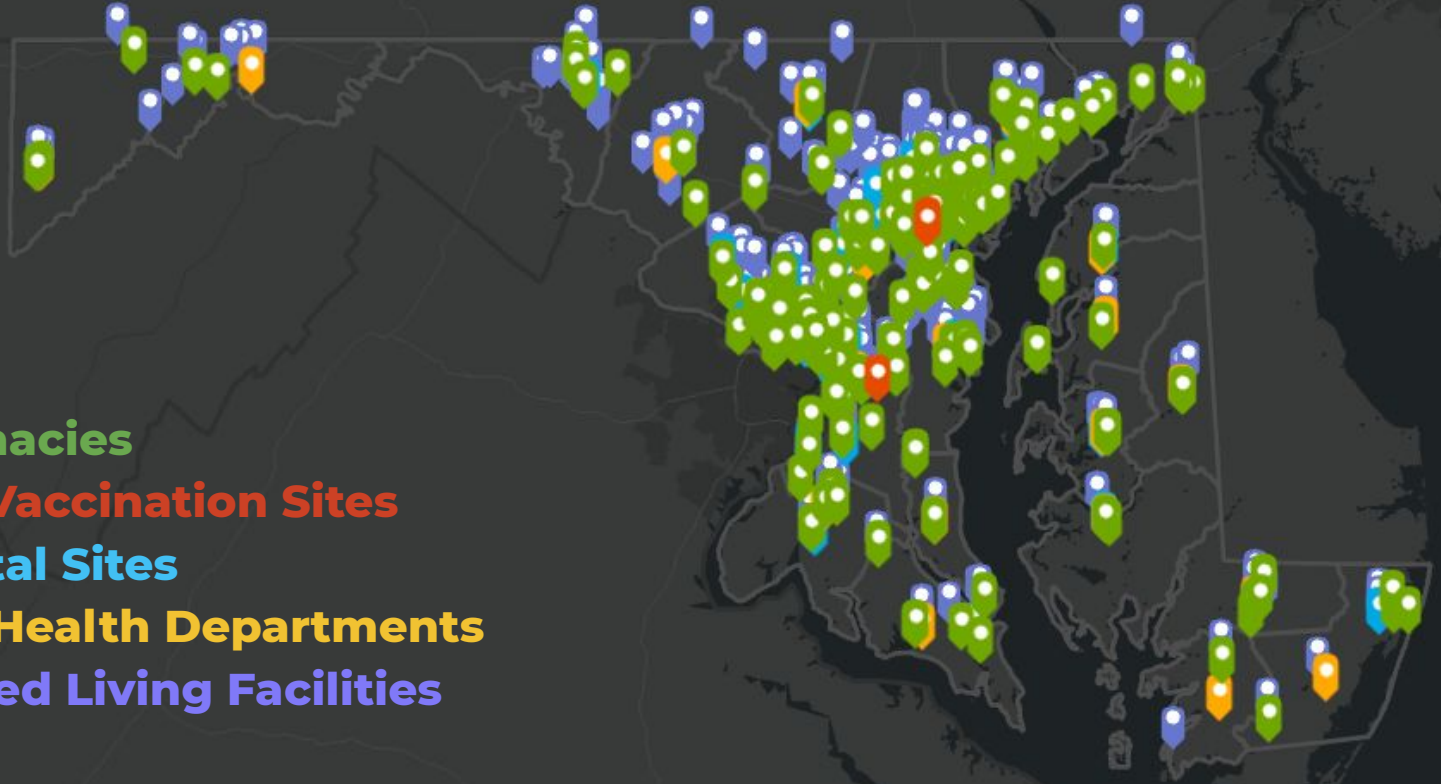 nacies
Vaccination Sites
tal Sites
Health Departments
ed Living Facilities